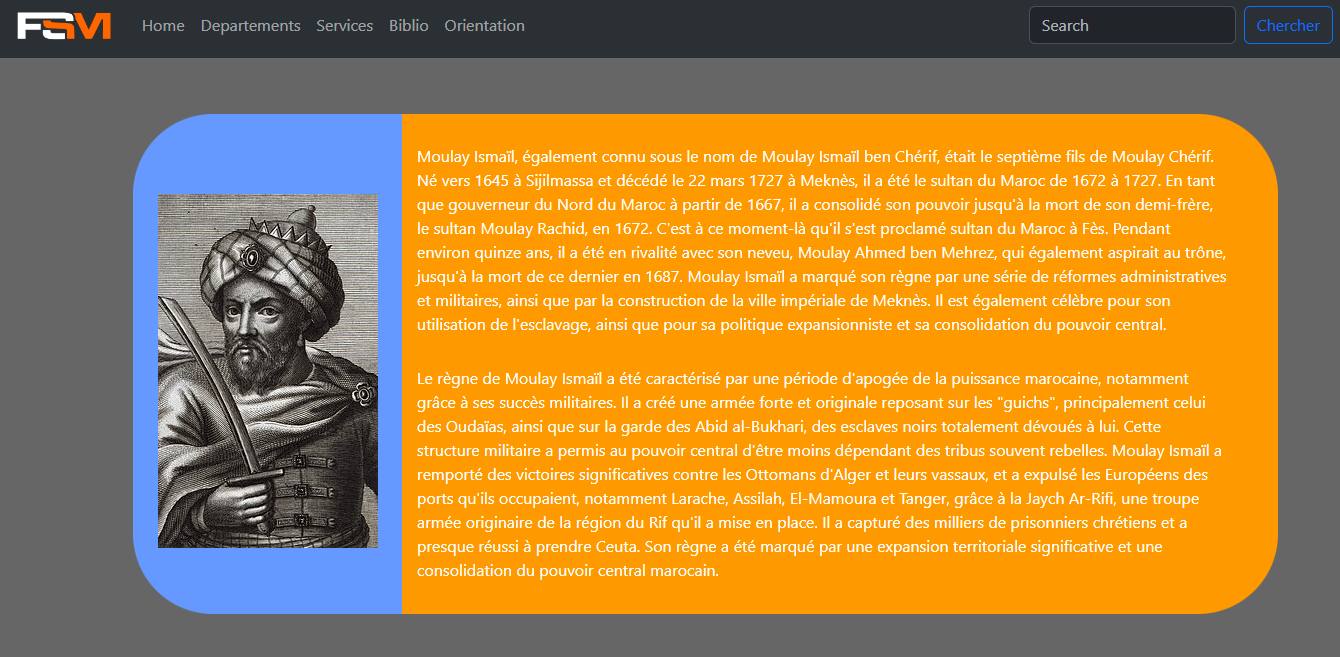 FSM
Home Departements Services Biblio Orientation
Search
Chercher
Moulay Ismaïl, également connu sous le nom de Moulay Ismaïl ben Chérif, était le septième fils de Moulay Chérif.
Né vers 1645 à Sijilmassa et décédé le 22 mars 1727 à Meknès, il a été le sultan du Maroc de 1672 à 1727. En tant
que gouverneur du Nord du Maroc à partir de 1667, il a consolidé son pouvoir jusqu'à la mort de son demi-frère,
le sultan Moulay Rachid, en 1672. C'est à ce moment-là qu'il s'est proclamé sultan du Maroc à Fès. Pendant
environ quinze ans, il a été en rivalité avec son neveu, Moulay Ahmed ben Mehrez, qui également aspirait au trône,
jusqu'à la mort de ce dernier en 1687. Moulay Ismaïl a marqué son règne par une série de réformes administratives
et militaires, ainsi que par la construction de la ville impériale de Meknès. Il est également célèbre pour son
utilisation de l'esclavage, ainsi que pour sa politique expansionniste et sa consolidation du pouvoir central.
Le règne de Moulay Ismaïl a été caractérisé par une période d'apogée de la puissance marocaine, notamment
grâce à ses succès militaires. Il a créé une armée forte et originale reposant sur les "guichs", principalement celui
des Oudaïas, ainsi que sur la garde des Abid al-Bukhari, des esclaves noirs totalement dévoués à lui. Cette
structure militaire a permis au pouvoir central d'être moins dépendant des tribus souvent rebelles. Moulay Ismaïl a
remporté des victoires significatives contre les Ottomans d'Alger et leurs vassaux, et a expulsé les Européens des
ports qu'ils occupaient, notamment Larache, Assilah, El-Mamoura et Tanger, grâce à la Jaych Ar-Rifi, une troupe
armée originaire de la région du Rif qu'il a mise en place. Il a capturé des milliers de prisonniers chrétiens et a
presque réussi à prendre Ceuta. Son règne a été marqué par une expansion territoriale significative et une
consolidation du pouvoir central marocain.